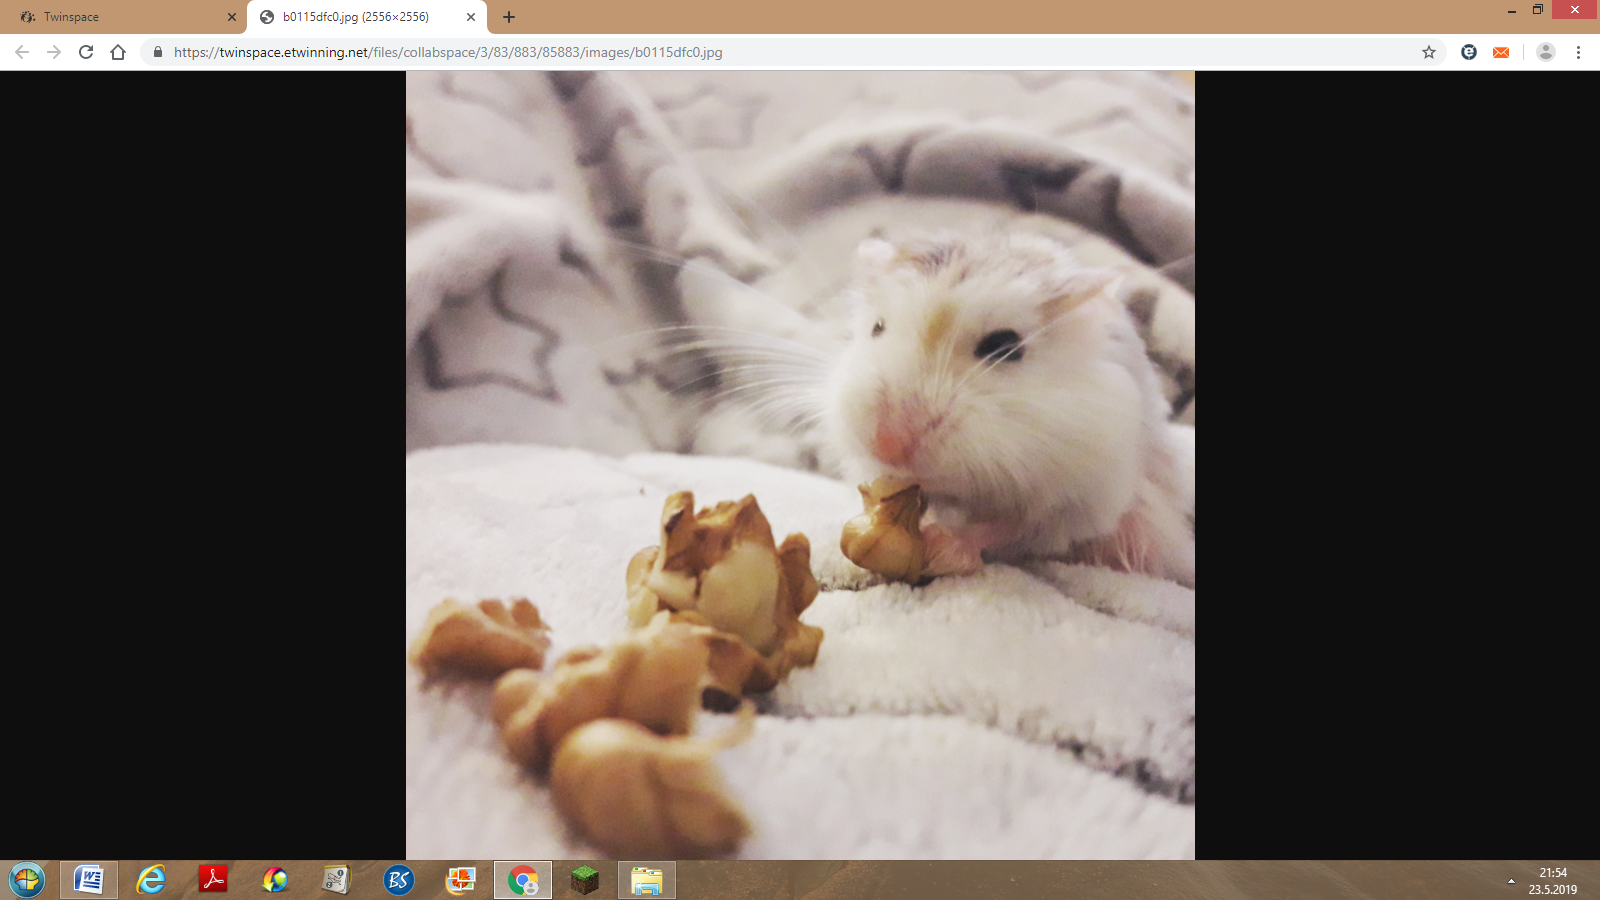 Twinspace
b0115dfc0.jpg (2556×2556)
https://twinspace.etwinning.net/files/collabspace/3/83/883/85883/images/b0115dfc0.jpg
BS
21:54
23.5.2019